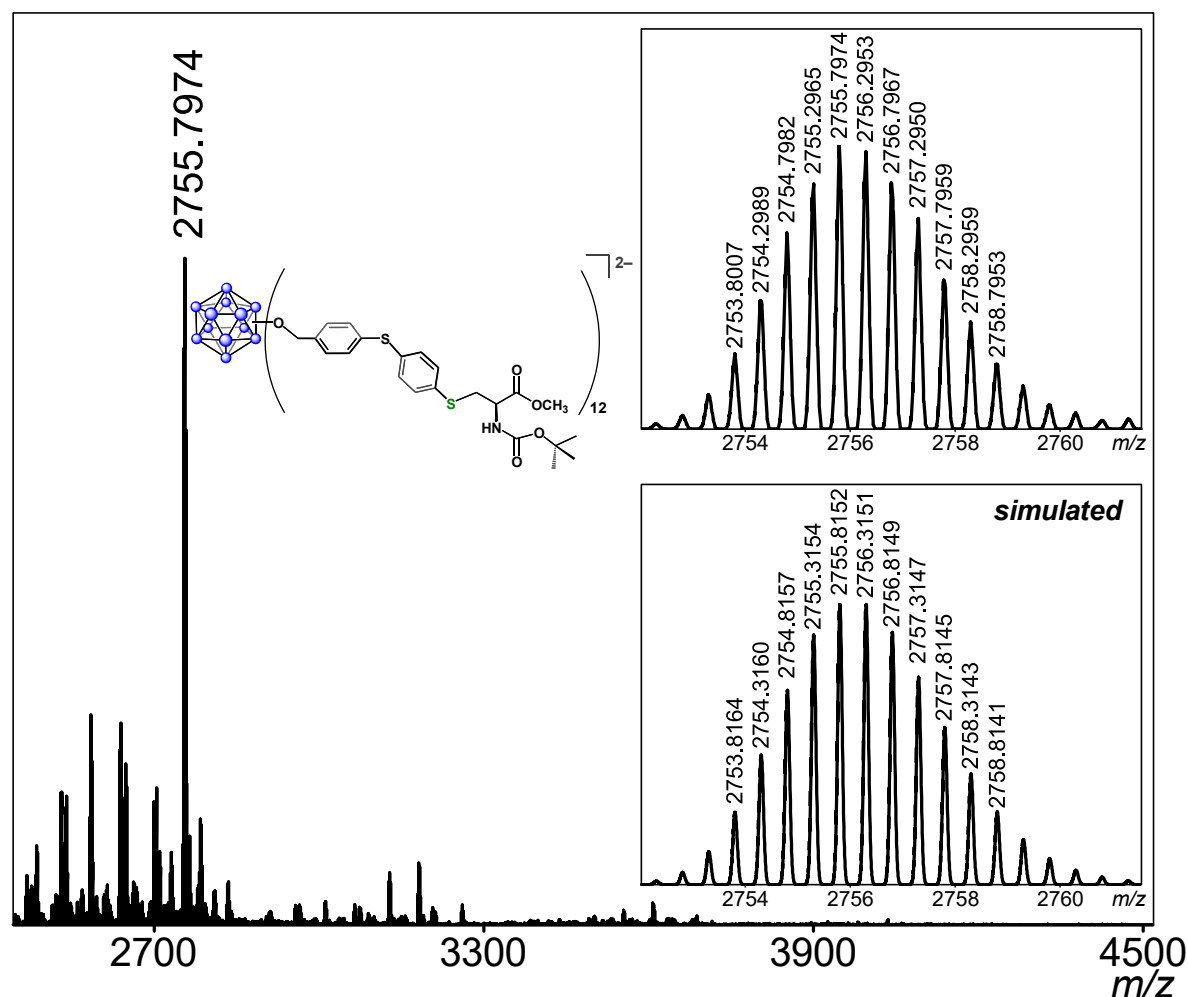 2755.7974
2–
O
S
S
O
OCH3
HN
O
O
12
2753.8007
2754.2989
2754.7982
2755.2965
2755.7974
2756.2953
2756.7967
2757.2950
2757.7959
2758.2959
2758.7953
2754 2756 2758 2760 m/z
simulated
2753.8164
2754.3160
2754.8157
2755.3154
2755.8152
2756.3151
2756.8149
2757.3147
2757.8145
2758.3143
2758.8141
2754 2756 2758 2760 m/z
2700 3300 3900 4500
m/z